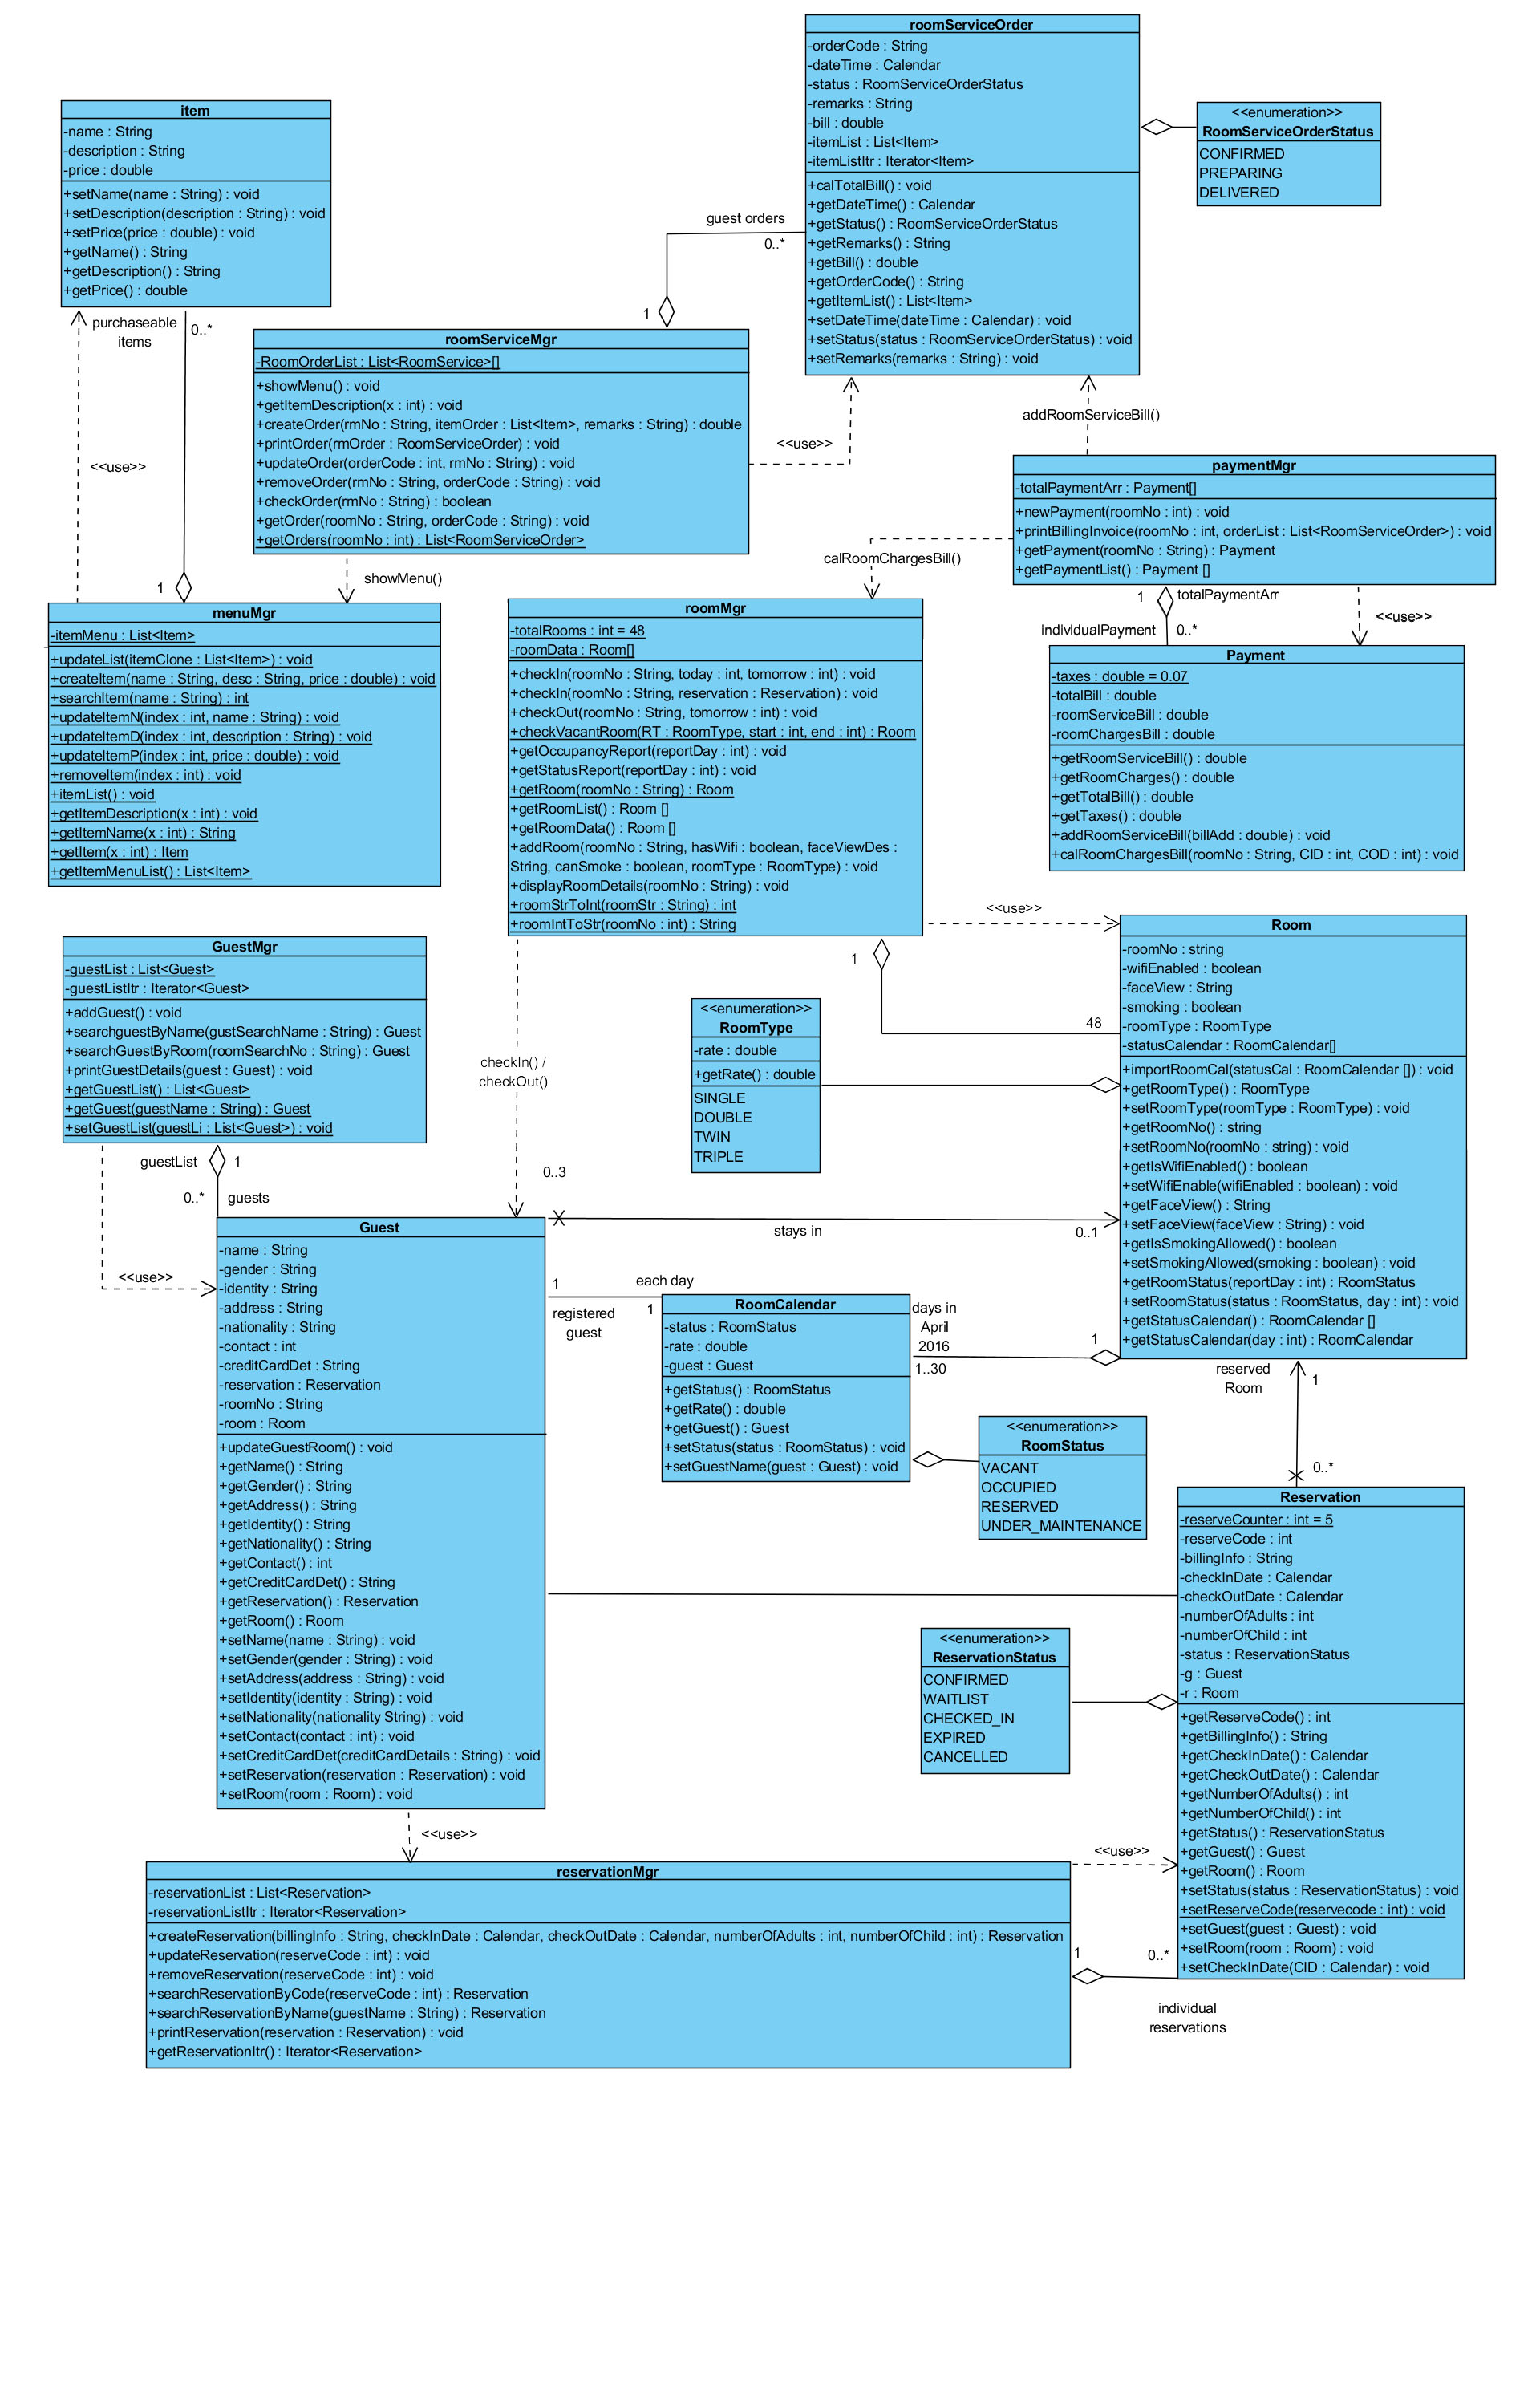 roomServiceOrder
-orderCode : String
-dateTime : Calendar
-status : RoomServiceOrderStatus
-remarks : String
-bill : double
-itemList : List<Item>
-itemListItr : Iterator<Item>
+calTotalBill() : void
+getDateTime() : Calendar
+getStatus() : RoomServiceOrderStatus
+getRemarks() : String
+getBill() : double
+getOrderCode() : String
+getItemList() : List<Item>
+setDateTime(dateTime : Calendar) : void
+setStatus(status : RoomServiceOrderStatus) : void
+setRemarks(remarks : String) : void
<<enumeration>>
RoomServiceOrderStatus
CONFIRMED
PREPARING
DELIVERED
item
-name : String
-description : String
-price : double
+setName(name : String) : void
+setDescription(description : String) : void
+setPrice(price : double) : void
+getName() : String
+getDescription() : String
+getPrice() : double
guest orders
0..*
1
purchaseable
items
0..*
<<use>>
1
roomServiceMgr
-RoomOrderList : List<RoomService>[]
+showMenu() : void
+getItemDescription(x : int) : void
+createOrder(rmNo : String, itemOrder : List<Item>, remarks : String) : double
+printOrder(rmOrder : RoomServiceOrder) : void
+updateOrder(orderCode : int, rmNo : String) : void
+removeOrder(rmNo : String, orderCode : String) : void
+checkOrder(rmNo : String) : boolean
+getOrder(roomNo : String, orderCode : String) : void
+getOrders(roomNo : int) : List<RoomServiceOrder>
<<use>>
addRoomServiceBill()
showMenu()
paymentMgr
-totalPaymentArr : Payment[]
+newPayment(roomNo : int) : void
+printBillingInvoice(roomNo : int, orderList : List<RoomServiceOrder>) : void
+getPayment(roomNo : String) : Payment
+getPaymentList() : Payment []
calRoomChargesBill()
1
totalPaymentArr
individualPayment
0..*
<<use>>
menuMgr
-itemMenu : List<Item>
+updateList(itemClone : List<Item>) : void
+createItem(name : String, desc : String, price : double) : void
+searchItem(name : String) : int
+updateItemN(index : int, name : String) : void
+updateItemD(index : int, description : String) : void
+updateItemP(index : int, price : double) : void
+removeItem(index : int) : void
+itemList() : void
+getItemDescription(x : int) : void
+getItemName(x : int) : String
+getItem(x : int) : Item
+getItemMenuList() : List<Item>
roomMgr
-totalRooms : int = 48
-roomData : Room[]
+checkIn(roomNo : String, today : int, tomorrow : int) : void
+checkIn(roomNo : String, reservation : Reservation) : void
+checkOut(roomNo : String, tomorrow : int) : void
+checkVacantRoom(RT : RoomType, start : int, end : int) : Room
+getOccupancyReport(reportDay : int) : void
+getStatusReport(reportDay : int) : void
+getRoom(roomNo : String) : Room
+getRoomList() : Room []
+getRoomData() : Room []
+addRoom(roomNo : String, hasWifi : boolean, faceViewDes :
String, canSmoke : boolean, roomType : RoomType) : void
+displayRoomDetails(roomNo : String) : void
+roomStrToInt(roomStr : String) : int
+roomIntToStr(roomNo : int) : String
Payment
-taxes : double = 0.07
-totalBill : double
-roomServiceBill : double
-roomChargesBill : double
+getRoomServiceBill() : double
+getRoomCharges() : double
+getTotalBill() : double
+getTaxes() : double
+addRoomServiceBill(billAdd : double) : void
+calRoomChargesBill(roomNo : String, CID : int, COD : int) : void
<<use>>
1
48
GuestMgr
-guestList : List<Guest>
-guestListItr : Iterator<Guest>
+addGuest() : void
+searchguestByName(gustSearchName : String) : Guest
+searchGuestByRoom(roomSearchNo : String) : Guest
+printGuestDetails(guest : Guest) : void
+getGuestList() : List<Guest>
+getGuest(guestName : String) : Guest
+setGuestList(guestLi : List<Guest>) : void
guestList
1
0..*
guests
<<use>>
checkIn() /
checkOut()
<<enumeration>>
RoomType
-rate : double
+getRate() : double
SINGLE
DOUBLE
TWIN
TRIPLE
Room
-roomNo : string
-wifiEnabled : boolean
-faceView : String
-smoking : boolean
-roomType : RoomType
-statusCalendar : RoomCalendar[]
+importRoomCal(statusCal : RoomCalendar []) : void
+getRoomType() : RoomType
+setRoomType(roomType : RoomType) : void
+getRoomNo() : string
+setRoomNo(roomNo : string) : void
+getIsWifiEnabled() : boolean
+setWifiEnable(wifiEnabled : boolean) : void
+getFaceView() : String
+setFaceView(faceView : String) : void
+getIsSmokingAllowed() : boolean
+setSmokingAllowed(smoking : boolean) : void
+getRoomStatus(reportDay : int) : RoomStatus
+setRoomStatus(status : RoomStatus, day : int) : void
+getStatusCalendar() : RoomCalendar []
+getStatusCalendar(day : int) : RoomCalendar
0..3
stays in
0..1
1
each day
registered
guest
1
Guest
-name : String
-gender : String
-identity : String
-address : String
-nationality : String
-contact : int
-creditCardDet : String
-reservation : Reservation
-roomNo : String
-room : Room
+updateGuestRoom() : void
+getName() : String
+getGender() : String
+getAddress() : String
+getIdentity() : String
+getNationality() : String
+getContact() : int
+getCreditCardDet() : String
+getReservation() : Reservation
+getRoom() : Room
+setName(name : String) : void
+setGender(gender : String) : void
+setAddress(address : String) : void
+setIdentity(identity : String) : void
+setNationality(nationality String) : void
+setContact(contact : int) : void
+setCreditCardDet(creditCardDetails : String) : void
+setReservation(reservation : Reservation) : void
+setRoom(room : Room) : void
RoomCalendar
-status : RoomStatus
-rate : double
-guest : Guest
+getStatus() : RoomStatus
+getRate() : double
+getGuest() : Guest
+setStatus(status : RoomStatus) : void
+setGuestName(guest : Guest) : void
days in
April
2016
1..30
1
reserved
Room
1
0..*
<<enumeration>>
RoomStatus
VACANT
OCCUPIED
RESERVED
UNDER_MAINTENANCE
Reservation
-reserveCounter : int = 5
-reserveCode : int
-billingInfo : String
-checkInDate : Calendar
-checkOutDate : Calendar
-numberOfAdults : int
-numberOfChild : int
-status : ReservationStatus
-g : Guest
-r : Room
+getReserveCode() : int
+getBillingInfo() : String
+getCheckInDate() : Calendar
+getCheckOutDate() : Calendar
+getNumberOfAdults() : int
+getNumberOfChild() : int
+getStatus() : ReservationStatus
+getGuest() : Guest
+getRoom() : Room
+setStatus(status : ReservationStatus) : void
+setReserveCode(reservecode : int) : void
+setGuest(guest : Guest) : void
+setRoom(room : Room) : void
+setCheckInDate(CID : Calendar) : void
<<enumeration>>
ReservationStatus
CONFIRMED
WAITLIST
CHECKED_IN
EXPIRED
CANCELLED
<<use>>
<<use>>
reservationMgr
-reservationList : List<Reservation>
-reservationListItr : Iterator<Reservation>
+createReservation(billingInfo : String, checkInDate : Calendar, checkOutDate : Calendar, numberOfAdults : int, numberOfChild : int) : Reservation
+updateReservation(reserveCode : int) : void
+removeReservation(reserveCode : int) : void
+searchReservationByCode(reserveCode : int) : Reservation
+searchReservationByName(guestName : String) : Reservation
+printReservation(reservation : Reservation) : void
+getReservationItr() : Iterator<Reservation>
1
0..*
individual
reservations